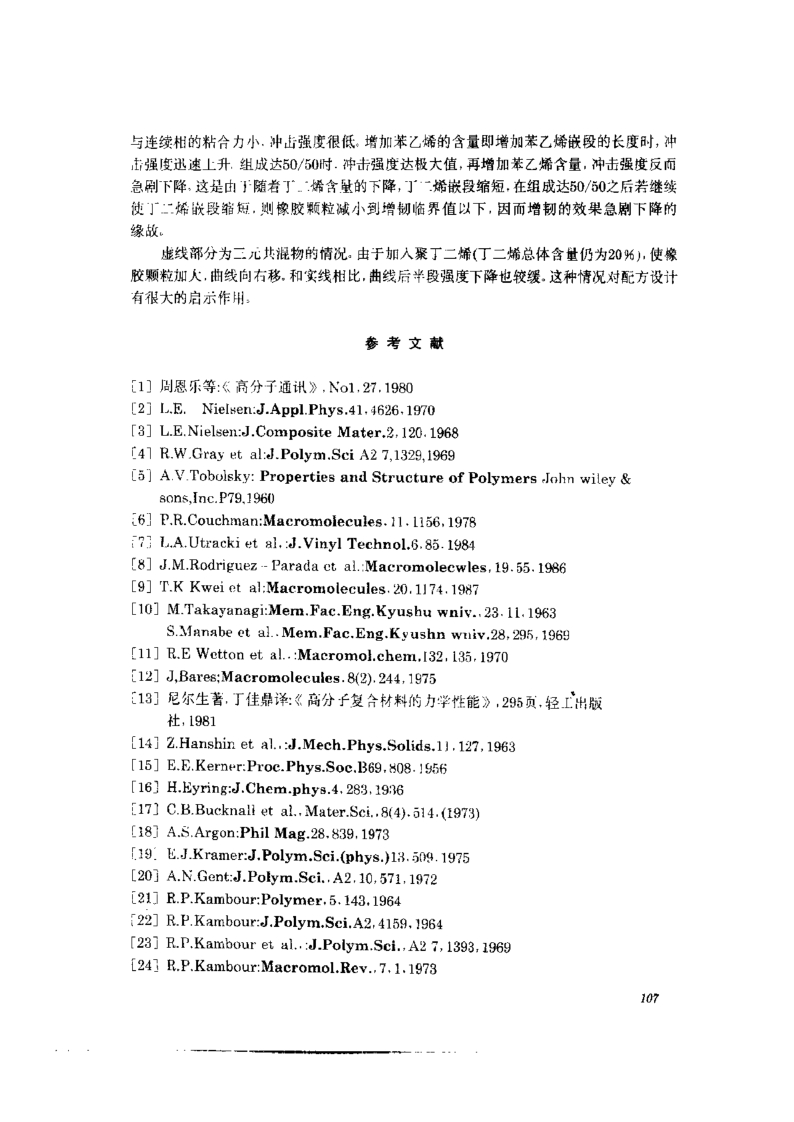 与连续相的粘合力小，冲击强度很低。增加苯乙烯的含量即增加苯乙烯嵌段的长度时，冲
击强度迅速上升，组成达50/50时，冲击强度达极大值，再增加苯乙烯含量，冲击强度反而
急剧下降，这是由于随着丁二烯含量的下降，丁二烯嵌段缩短，在组成达50/50之后若继续
使丁二烯嵌段缩短，则橡胶颗粒减小到增韧临界值以下，因而增韧的效果急剧下降的
缘故。
虚线部分为三元共混物的情况。由于加入聚丁二烯(丁二烯总体含量仍为20%)，使橡
胶颗粒加大，曲线向右移。和实线相比，曲线后半段强度下降也较缓。这种情况对配方设计
有很大的启示作用。
参考文献
[1] 周恩乐等:《高分子通讯》,No1,27,1980
[2] L.E. Nielsen:J.Appl.Phys.41,4626,1970
[3] L.E.Nielsen:J.Composite Mater.2,120.1968
[4] R.W.Gray et al:J.Polym.Sci A2 7,1329,1969
[5] A.V.Tobolsky: Properties and Structure of Polymers John wiley &
sons,Inc.P79,1960
[6] P.R.Couchman:Macromolecules.11.1156,1978
[7] L.A.Utracki et al.:J.Vinyl Technol.6.85.1984
[8] J.M.Rodriguez-Parada et al.:Macromolecwles,19.55.1986
[9] T.K Kwei et al:Macromolecules.20,1174.1987
[10] M.Takayanagi:Mem.Fac.Eng.Kyushu wniv.,23.11,1963
S.Manabe et al..Mem.Fac.Eng.Kyushn wniv.28,295,1969
[11] R.E Wetton et al..:Macromol.chem.132,135,1970
[12] J,Bares;Macromolecules.8(2).244,1975
[13] 尼尔生著.丁佳鼎译:《高分子复合材料的力学性能》,295页,轻工出版
社,1981
[14] Z.Hanshin et al.,:J.Mech.Phys.Solids.11,127,1963
[15] E.E.Kerner:Proc.Phys.Soc.B69,808.1956
[16] H.Eyring:J.Chem.phys.4,283,1936
[17] C.B.Bucknall et al.,Mater.Sci.,8(4).514.(1973)
[18] A.S.Argon:Phil Mag.28.839,1973
[19] E.J.Kramer:J.Polym.Sci.(phys.)13.509.1975
[20] A.N.Gent:J.Polym.Sci.,A2.10,571,1972
[21] R.P.Kambour:Polymer,5.143,1964
[22] R.P.Kambour:J.Polym.Sci.A2,4159,1964
[23] R.P.Kambour et al..:J.Polym.Sci.,A2 7,1393,1969
[24] R.P.Kambour:Macromol.Rev.,7.1.1973
107